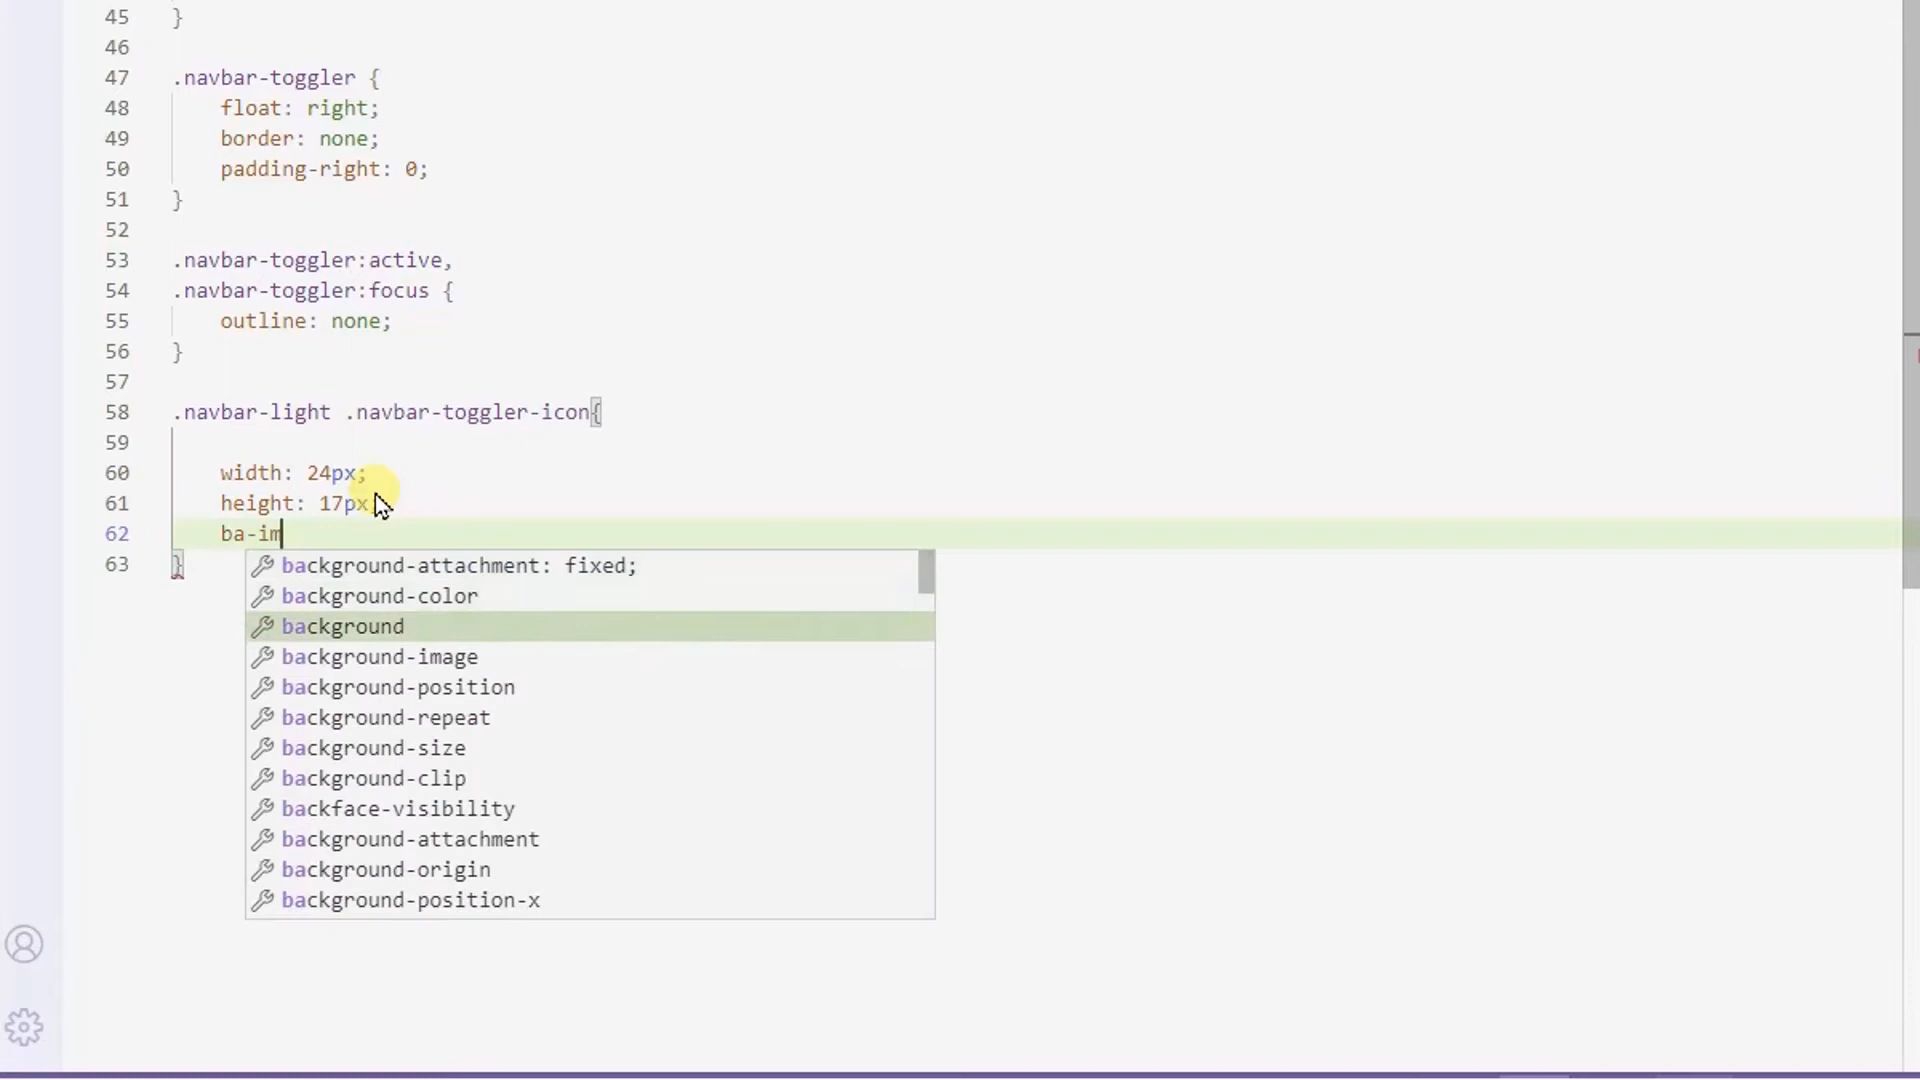 45 }
46
47 .navbar-toggler {
48 float: right;
49 border: none;
50 padding-right: 0;
51 }
52
53 .navbar-toggler:active,
54 .navbar-toggler:focus {
55 outline: none;
56 }
57
58 .navbar-light .navbar-toggler-icon{
59
60 width: 24px;
61 height: 17px;
62 ba-im
63 }
background-attachment: fixed;
background-color
background
background-image
background-position
background-repeat
background-size
background-clip
backface-visibility
background-attachment
background-origin
background-position-x